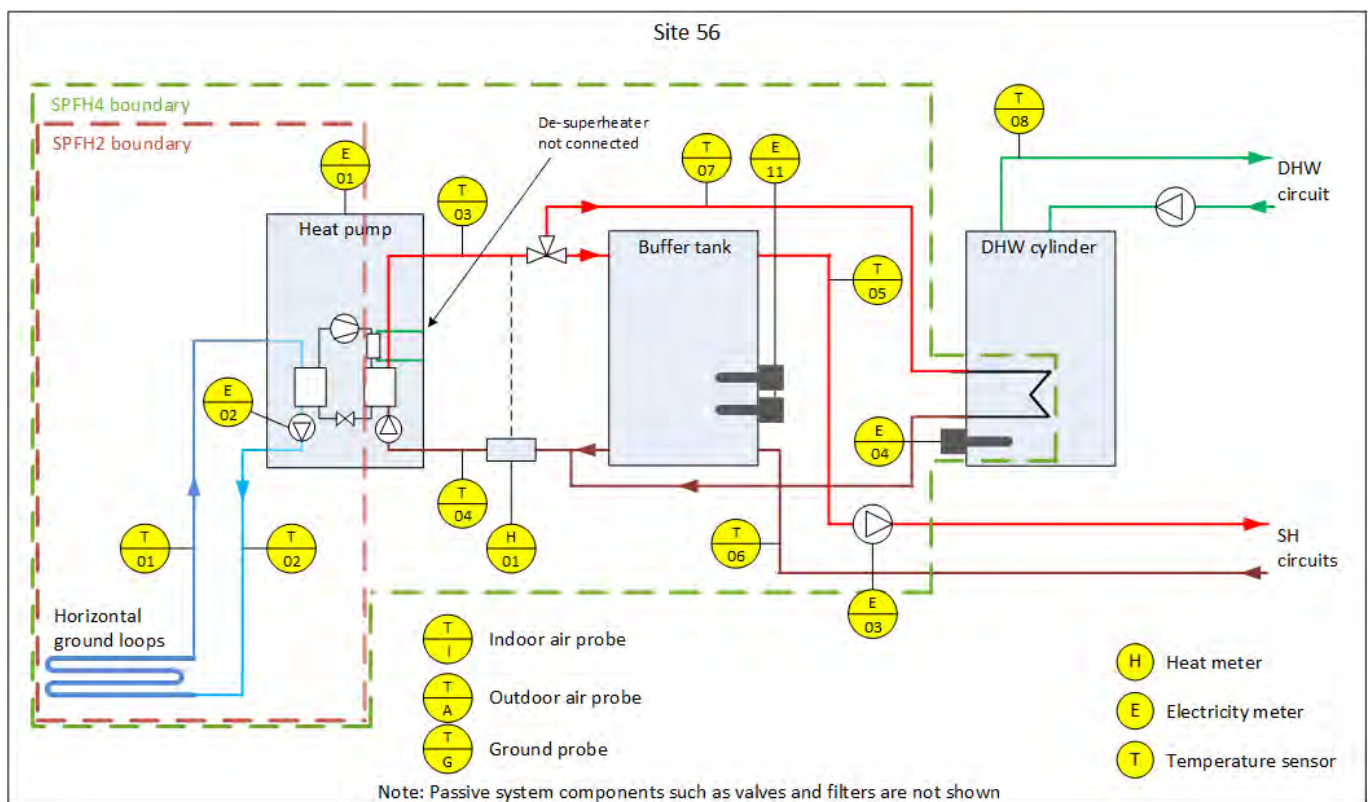 Site 56
SPFH4 boundary
SPFH2 boundary
De-superheater
not connected
T
08
E
01
T
03
T
07
E
11
DHW
circuit
Heat pump
Buffer tank
DHW cylinder
T
05
E
02
E
04
T
04
H
01
T
06
T
01
T
02
SH
circuits
E
03
Horizontal
ground loops
T
I
Indoor air probe
T
A
Outdoor air probe
T
G
Ground probe
H
Heat meter
E
Electricity meter
T
Temperature sensor
Note: Passive system components such as valves and filters are not shown